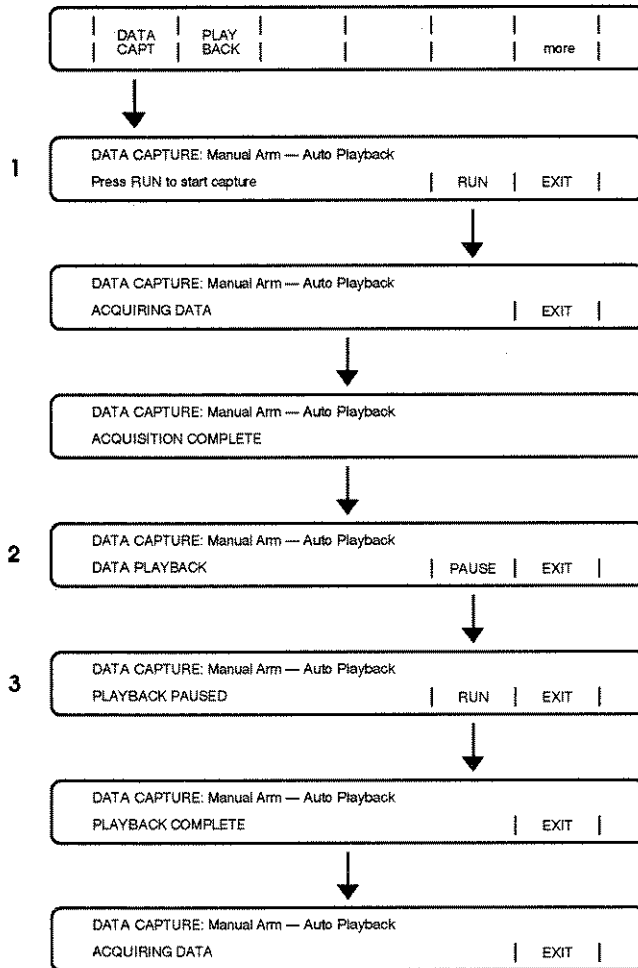 DATA PLAY
CAPT BACK more
1
DATA CAPTURE: Manual Arm — Auto Playback
Press RUN to start capture | RUN | EXIT |
DATA CAPTURE: Manual Arm — Auto Playback
ACQUIRING DATA | EXIT |
DATA CAPTURE: Manual Arm — Auto Playback
ACQUISITION COMPLETE
2
DATA CAPTURE: Manual Arm — Auto Playback
DATA PLAYBACK | PAUSE | EXIT |
3
DATA CAPTURE: Manual Arm — Auto Playback
PLAYBACK PAUSED | RUN | EXIT |
DATA CAPTURE: Manual Arm — Auto Playback
PLAYBACK COMPLETE | EXIT |
DATA CAPTURE: Manual Arm — Auto Playback
ACQUIRING DATA | EXIT |